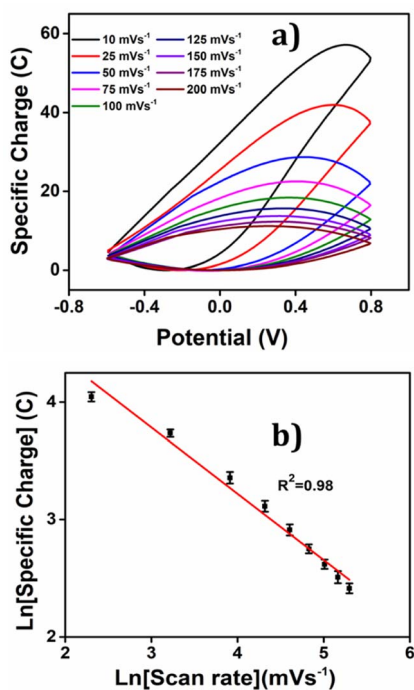 a)
60
40
20
0
Specific Charge (C)
10 mVs⁻¹
25 mVs⁻¹
50 mVs⁻¹
75 mVs⁻¹
100 mVs⁻¹
125 mVs⁻¹
150 mVs⁻¹
175 mVs⁻¹
200 mVs⁻¹
-0.8 -0.4 0.0 0.4 0.8
Potential (V)
b)
4
3
2
Ln[Specific Charge] (C)
R²=0.98
2 3 4 5 6
Ln[Scan rate](mVs⁻¹)